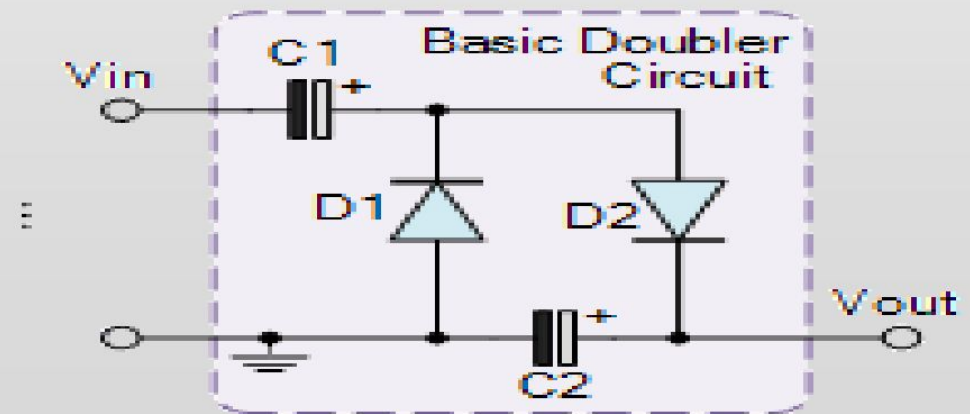 Basic Doubler
Circuit
C1
+
Vin
D1
D2
+
Vout
C2
...